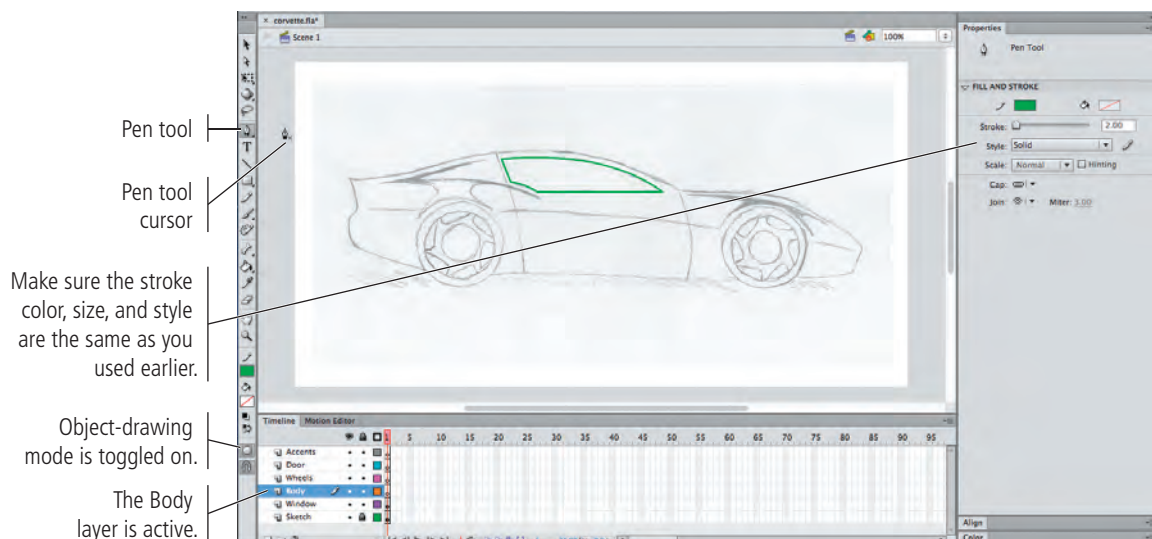 corvette.fla*
Scene 1
100%
Properties
Pen Tool
FILL AND STROKE
Stroke:
2.00
Style:
Solid
Scale:
Normal
Hinting
Cap:
Join:
Miter: 3.00
Pen tool
Pen tool
cursor
Make sure the stroke
color, size, and style
are the same as you
used earlier.
Object-drawing
mode is toggled on.
The Body
layer is active.
Timeline
Motion Editor
1 5 10 15 20 25 30 35 40 45 50 55 60 65 70 75 80 85 90 95
Accents
Door
Wheels
Body
Window
Sketch
Align
Color